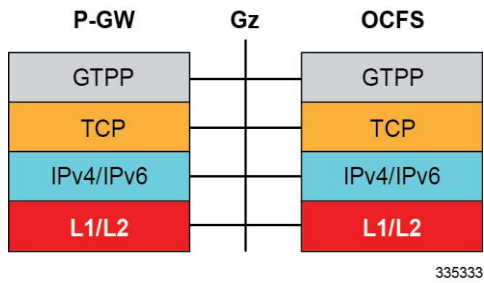 P-GW Gz OCFS
GTPP GTPP
TCP TCP
IPv4/IPv6 IPv4/IPv6
L1/L2 L1/L2
335333